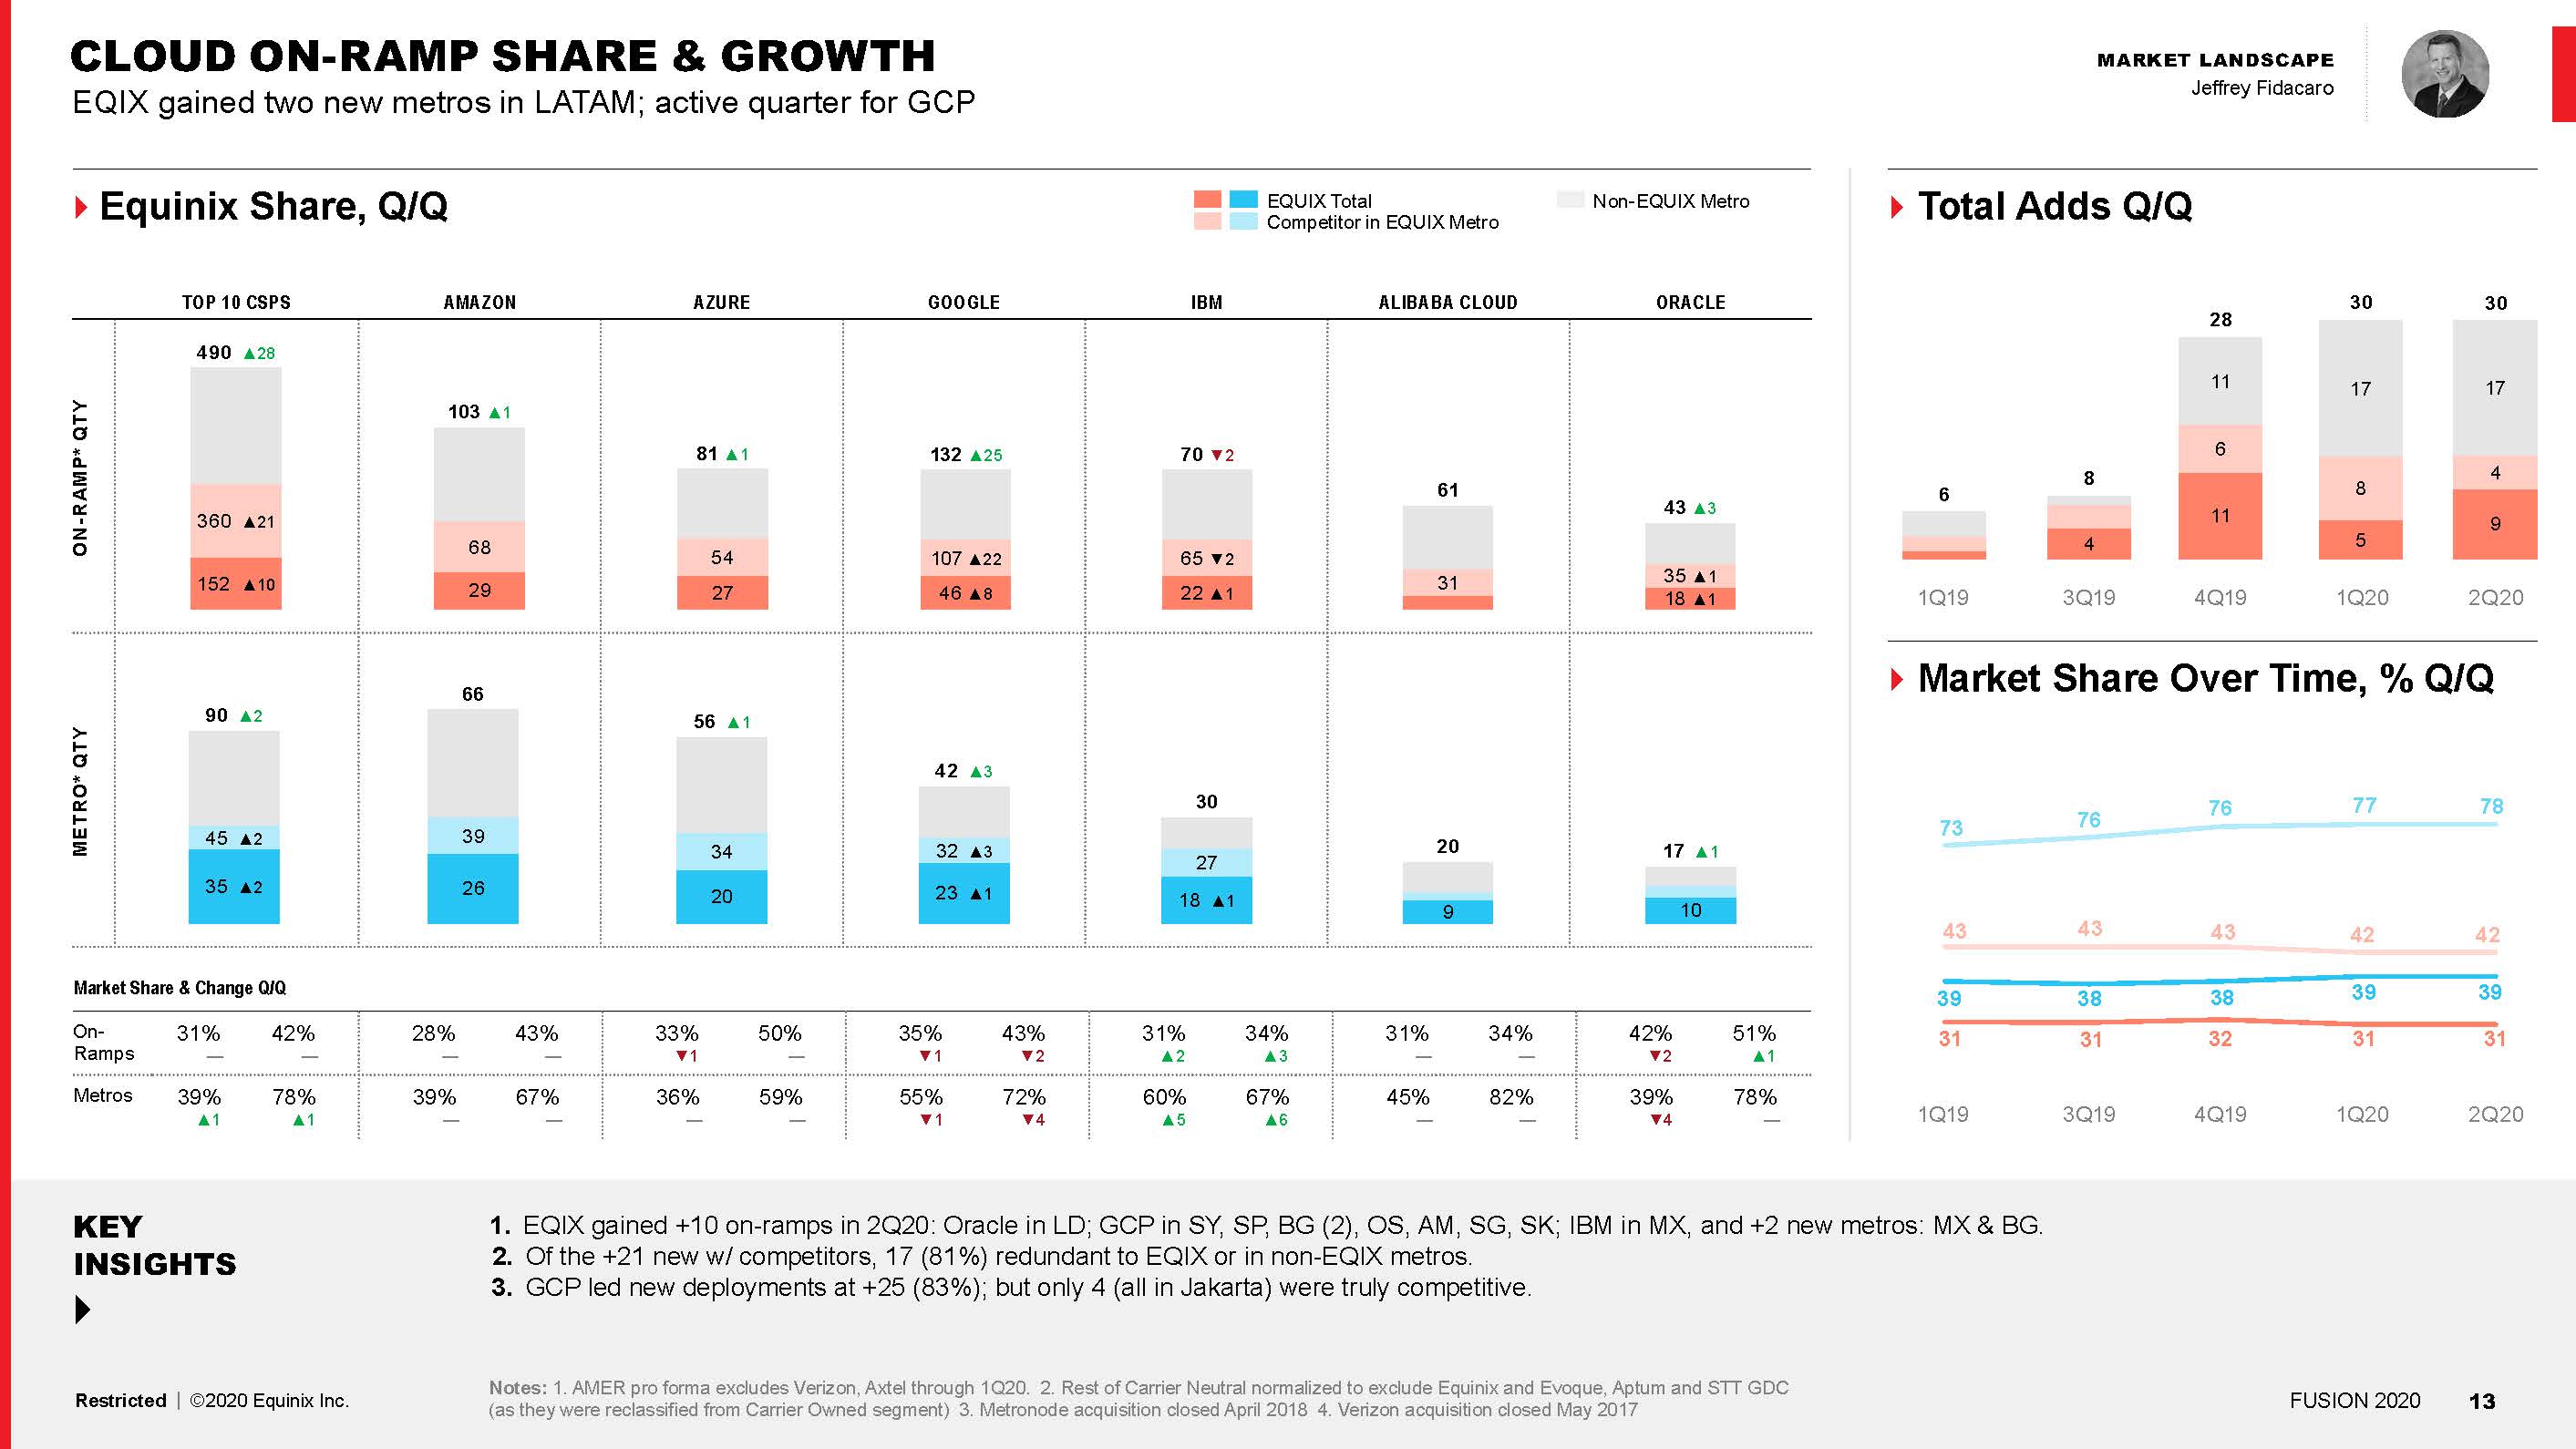 CLOUD ON-RAMP SHARE & GROWTH
EQIX gained two new metros in LATAM; active quarter for GCP
MARKET LANDSCAPE
Jeffrey Fidacaro
Equinix Share, Q/Q
EQUIX Total
Competitor in EQUIX Metro
Non-EQUIX Metro
TOP 10 CSPS AMAZON AZURE GOOGLE IBM ALIBABA CLOUD ORACLE
ON-RAMP* QTY
490 ▲28
360 ▲21
152 ▲10
103 ▲1
68
29
81 ▲1
54
27
132 ▲25
107 ▲22
46 ▲8
70 ▼2
65 ▼2
22 ▲1
61
31
43 ▲3
35 ▲1
18 ▲1
METRO* QTY
90 ▲2
45 ▲2
35 ▲2
66
39
26
56 ▲1
34
20
42 ▲3
32 ▲3
23 ▲1
30
27
18 ▲1
20
9
17 ▲1
10
Market Share & Change Q/Q
On-Ramps
31% 42% 28% 43% 33% 50% 35% 43% 31% 34% 31% 34% 42% 51%
— — — — ▼1 — ▼1 ▼2 ▲2 ▲3 — — ▼2 ▲1
Metros 39% 78% 39% 67% 36% 59% 55% 72% 60% 67% 45% 82% 39% 78%
▲1 ▲1 — — — — ▼1 ▼4 ▲5 ▲6 — — ▼4 —
Total Adds Q/Q
6
8
4
28
11
6
11
30
17
8
5
30
17
4
9
1Q19 3Q19 4Q19 1Q20 2Q20
Market Share Over Time, % Q/Q
73 76 76 77 78
43 43 43 42 42
39 38 38 39 39
31 31 32 31 31
1Q19 3Q19 4Q19 1Q20 2Q20
KEY
INSIGHTS
1. EQIX gained +10 on-ramps in 2Q20: Oracle in LD; GCP in SY, SP, BG (2), OS, AM, SG, SK; IBM in MX, and +2 new metros: MX & BG.
2. Of the +21 new w/ competitors, 17 (81%) redundant to EQIX or in non-EQIX metros.
3. GCP led new deployments at +25 (83%); but only 4 (all in Jakarta) were truly competitive.
Restricted | ©2020 Equinix Inc.
Notes: 1. AMER pro forma excludes Verizon, Axtel through 1Q20. 2. Rest of Carrier Neutral normalized to exclude Equinix and Evoque, Aptum and STT GDC
(as they were reclassified from Carrier Owned segment) 3. Metronode acquisition closed April 2018 4. Verizon acquisition closed May 2017
FUSION 2020 13